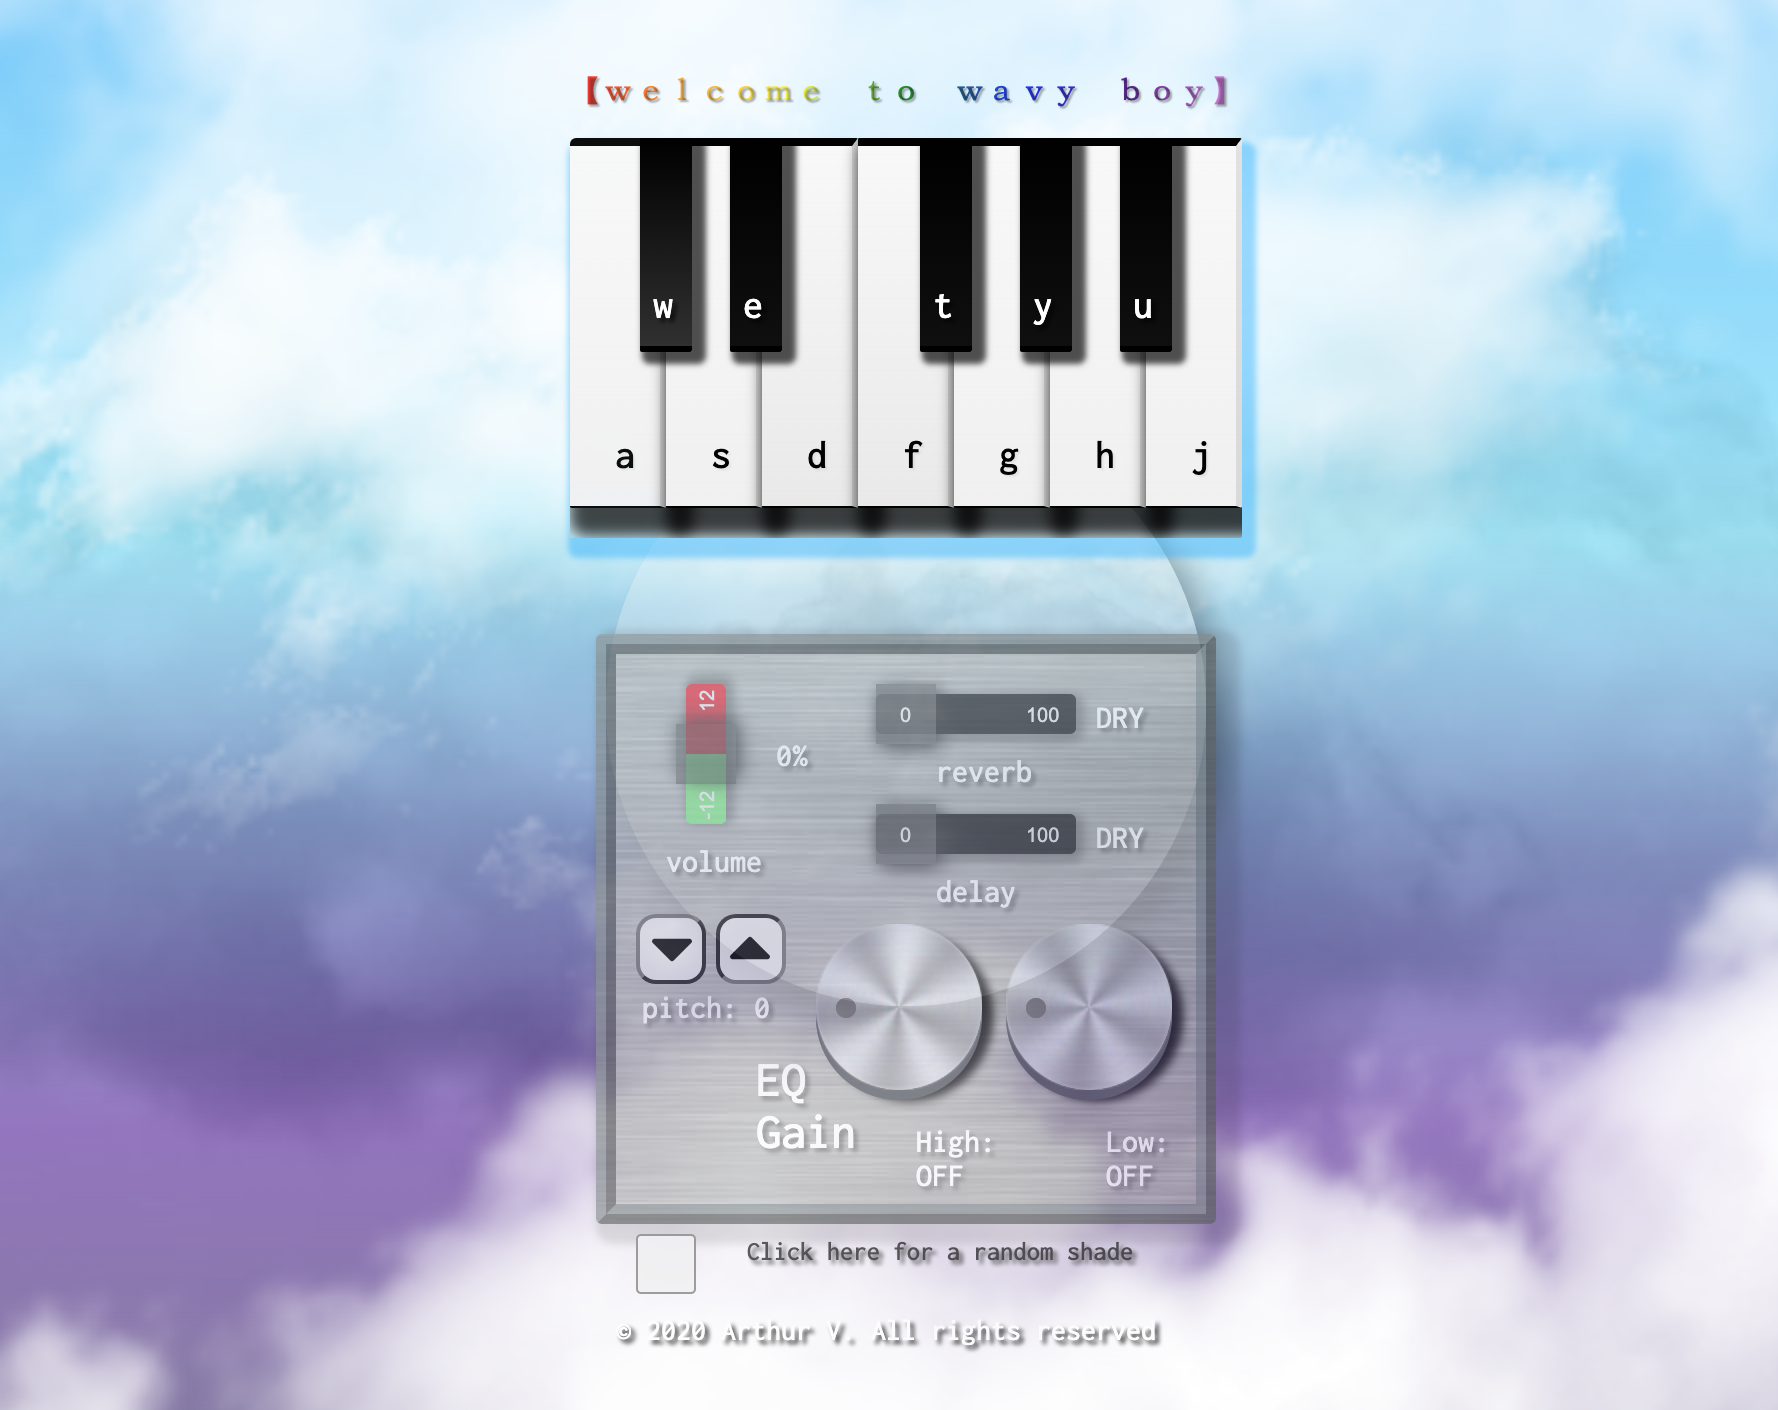 【welcome to wavy boy】
w e t y u
a s d f g h j
12
-12
0%
volume
0 100 DRY
reverb
0 100 DRY
delay
pitch: 0
EQ
Gain
High:
OFF
Low:
OFF
Click here for a random shade
© 2020 Arthur V. All rights reserved